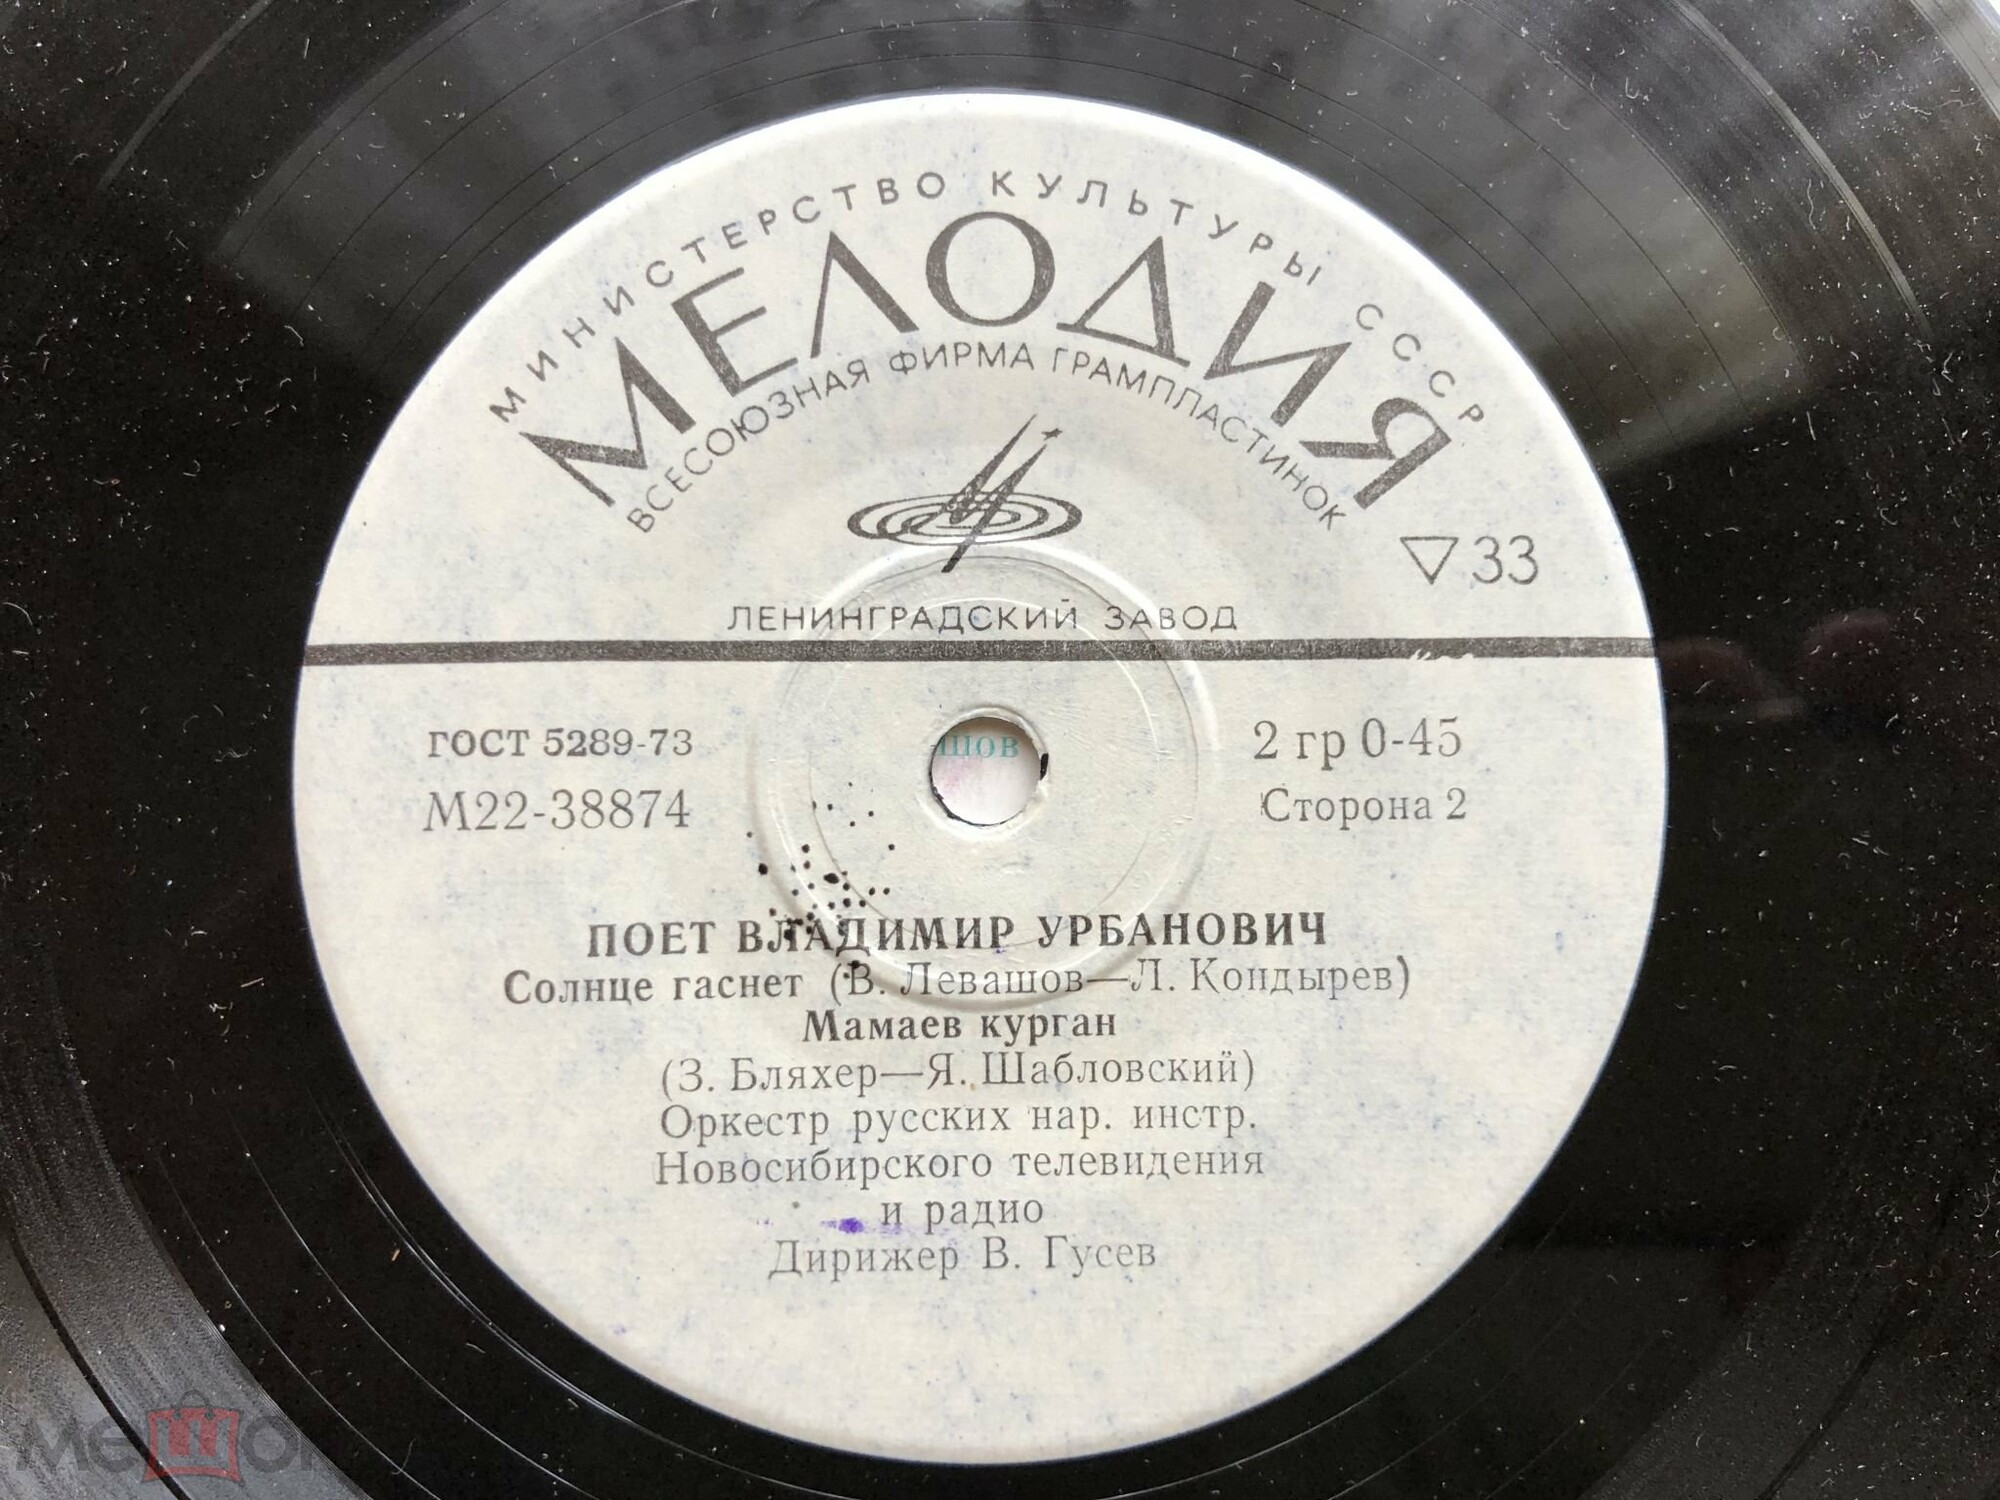 МИНИСТЕРСТВО КУЛЬТУРЫ СССР
МЕЛОДИЯ
ВСЕСОЮЗНАЯ ФИРМА ГРАМПЛАСТИНОК
33
ЛЕНИНГРАДСКИЙ ЗАВОД
ГОСТ 5289-73
2 гр 0-45
М22-38874
Сторона 2
шов
ПОЕТ ВЛАДИМИР УРБАНОВИЧ
Солнце гаснет (В. Левашов—Л. Кондырев)
Мамаев курган
(З. Бляхер—Я. Шабловский)
Оркестр русских нар. инстр.
Новосибирского телевидения
и радио
Дирижер В. Гусев
мешок